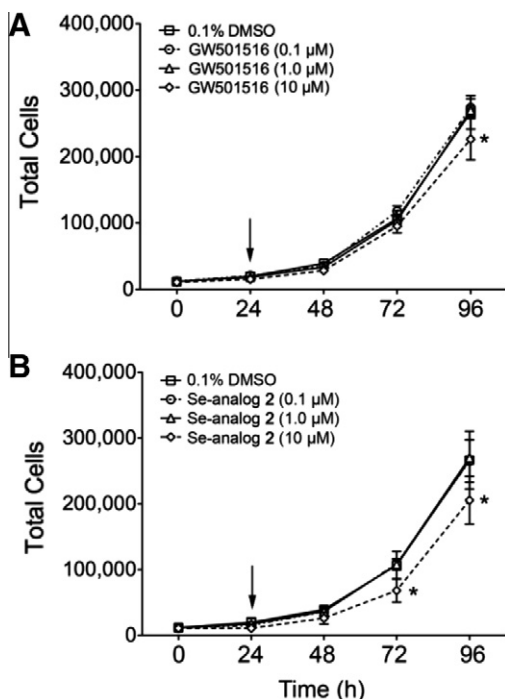 A
400,000
300,000
200,000
100,000
0
Total Cells
0.1% DMSO
GW501516 (0.1 µM)
GW501516 (1.0 µM)
GW501516 (10 µM)
*
0 24 48 72 96
B
400,000
300,000
200,000
100,000
0
Total Cells
0.1% DMSO
Se-analog 2 (0.1 µM)
Se-analog 2 (1.0 µM)
Se-analog 2 (10 µM)
*
*
0 24 48 72 96
Time (h)